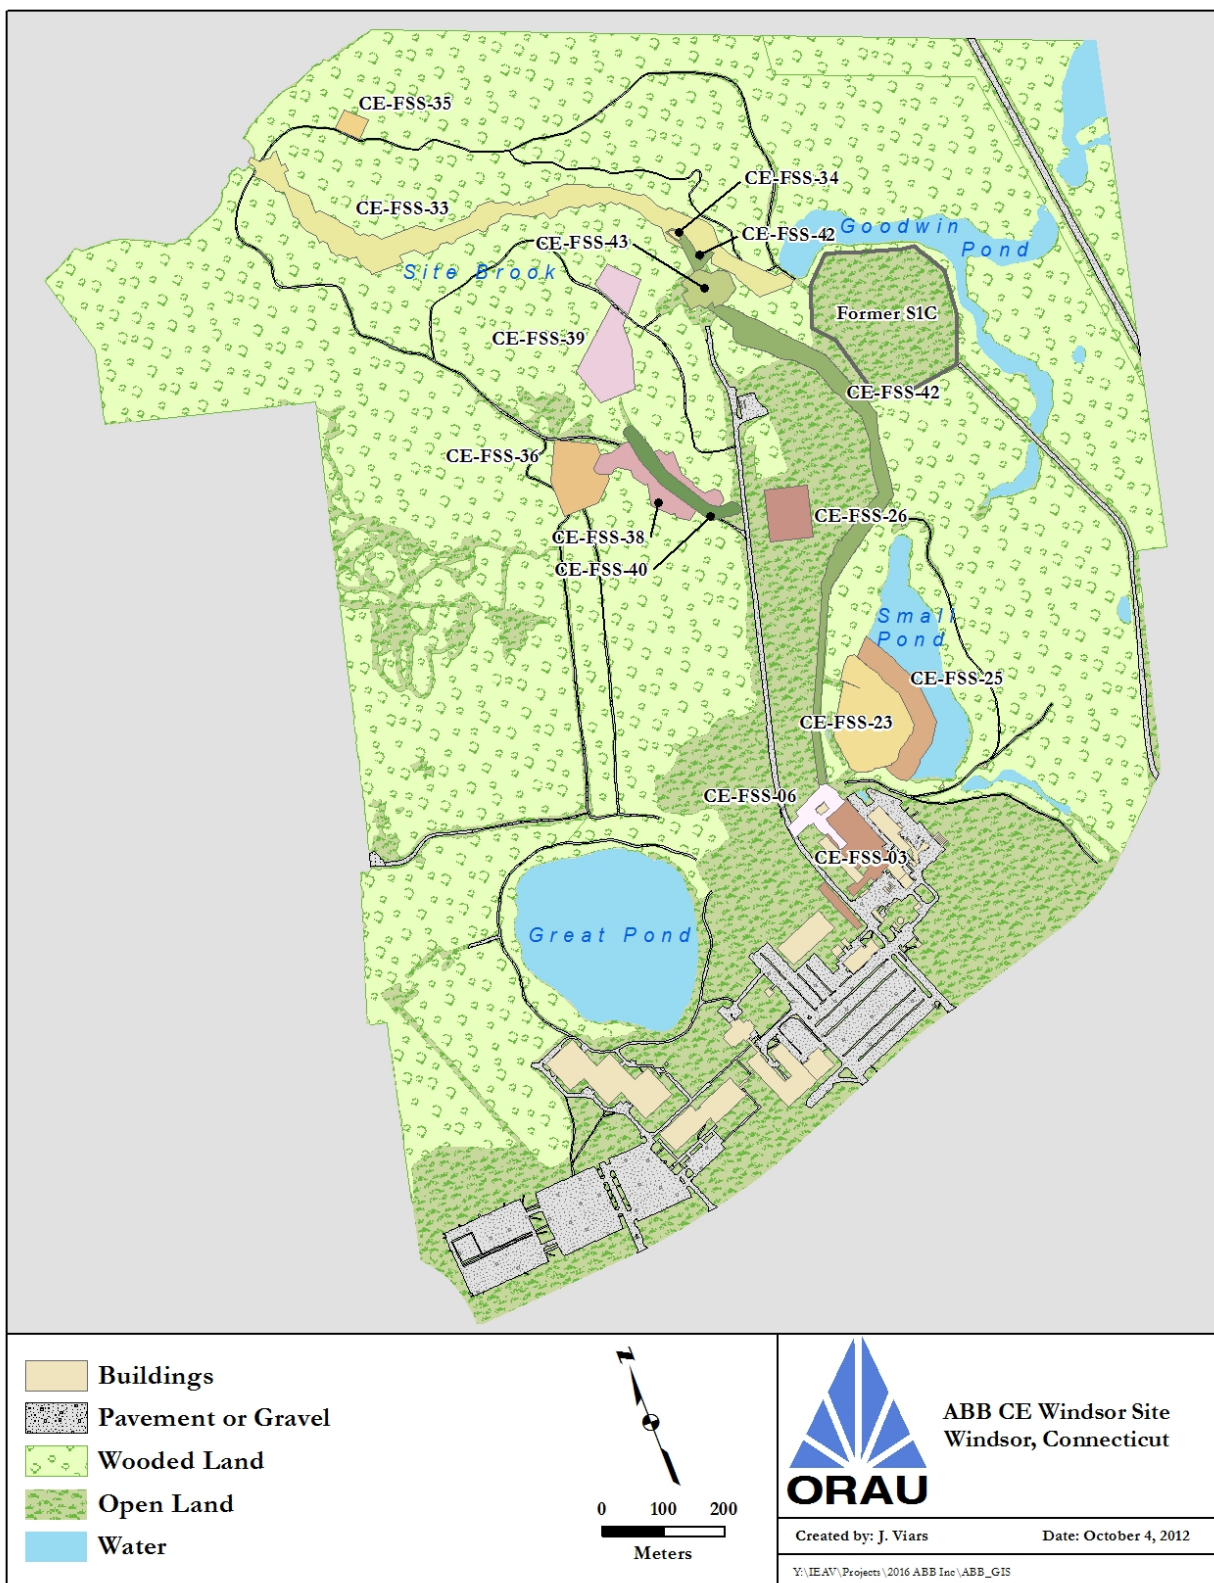 CE-FSS-35
CE-FSS-34
CE-FSS-33
Goodwin
Pond
CE-FSS-42
CE-FSS-43
Site Brook
Former S1C
CE-FSS-39
CE-FSS-42
CE-FSS-36
CE-FSS-26
CE-FSS-38
CE-FSS-40
Small
Pond
CE-FSS-25
CE-FSS-23
CE-FSS-06
CE-FSS-03
Great Pond
Buildings
Pavement or Gravel
Wooded Land
Open Land
Water
N
0 100 200
Meters
ORAU
ABB CE Windsor Site
Windsor, Connecticut
Created by: J. Viars
Date: October 4, 2012
Y:\IEAV\Projects\2016 ABB Inc\ABB_GIS